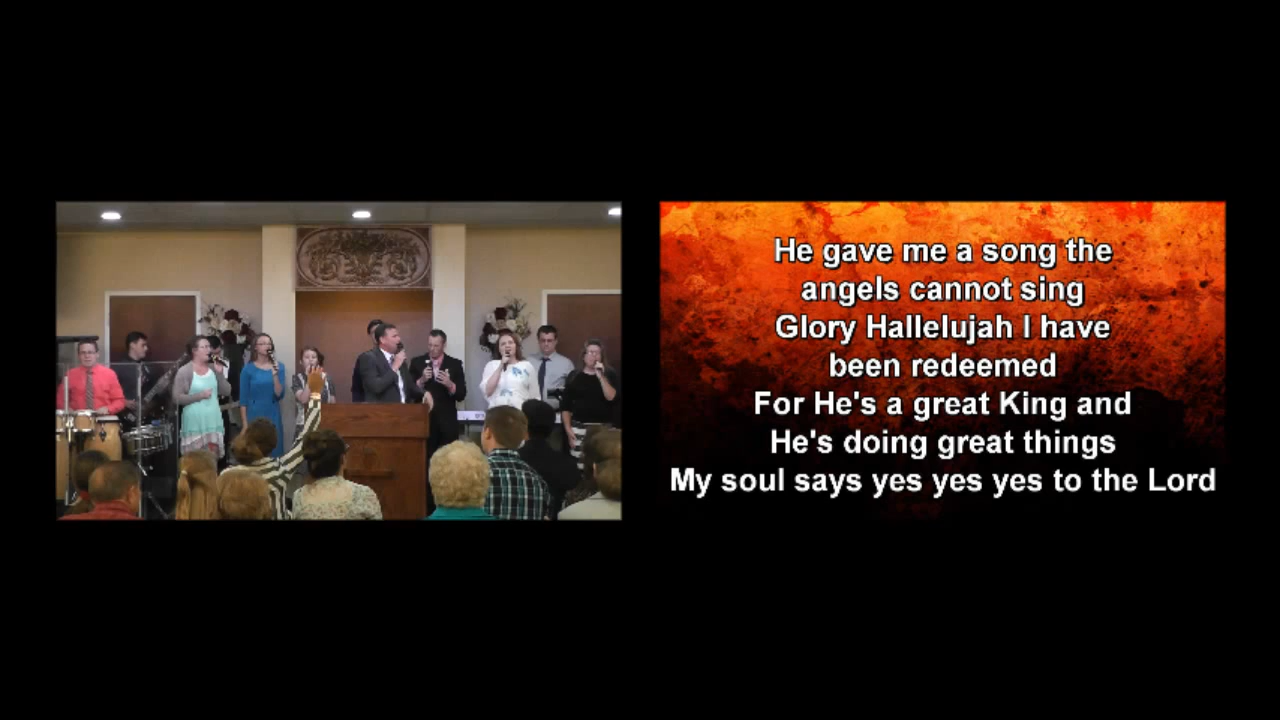 He gave me a song the
angels cannot sing
Glory Hallelujah I have
been redeemed
For He's a great King and
He's doing great things
My soul says yes yes yes to the Lord